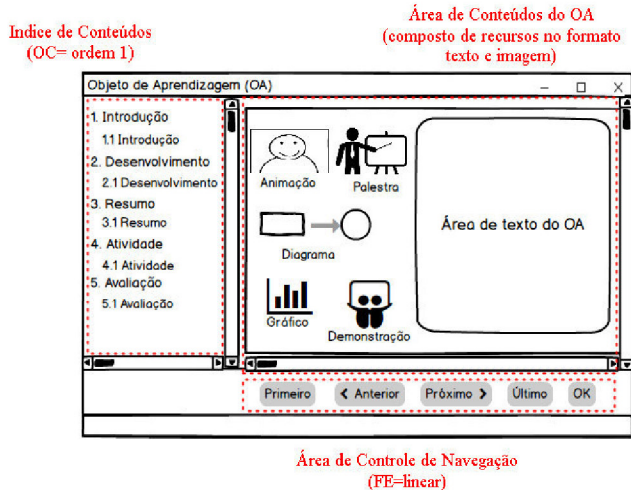 Indice de Conteúdos
(OC= ordem 1)
Área de Conteúdos do OA
(composto de recursos no formato
texto e imagem)
Objeto de Aprendizagem (OA)
1. Introdução
1.1 Introdução
2. Desenvolvimento
2.1 Desenvolvimento
3. Resumo
3.1 Resumo
4. Atividade
4.1 Atividade
5. Avaliação
5.1 Avaliação
Animação
Palestra
Diagrama
Gráfico
Demonstração
Área de texto do OA
Primeiro
Anterior
Próximo
Último
OK
Área de Controle de Navegação
(FE=linear)